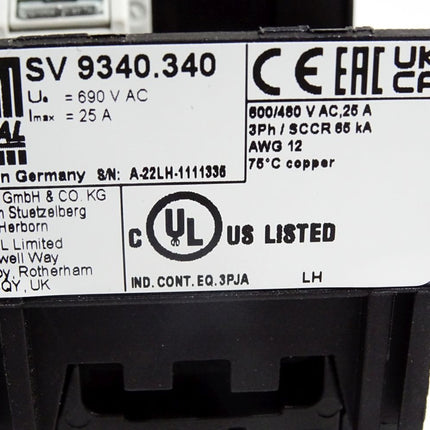 SV 9340.340
Uₑ = 690 V AC
Imax = 25 A
in Germany S/N: A-22LH-1111336
GmbH & CO. KG
Stuetzelberg
Herborn
Limited
well Way
by, Rotherham
QY, UK
CE EAC UK CA
600/480 V AC, 25 A
3Ph / SCCR 65 kA
AWG 12
75°C copper
C UL US LISTED
IND. CONT. EQ. 3PJA LH